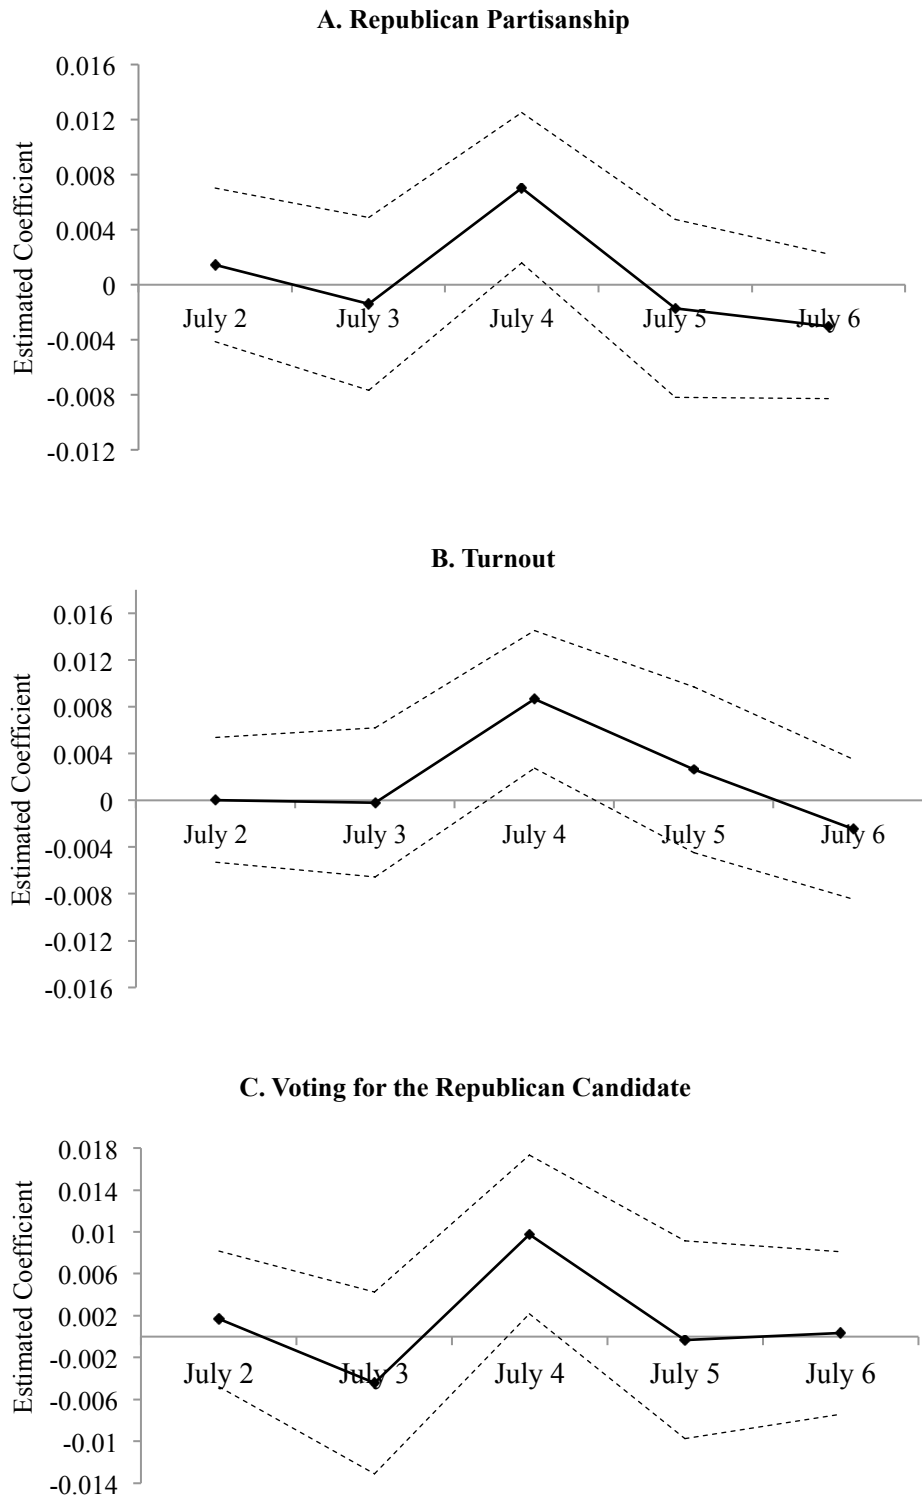 A. Republican Partisanship
Estimated Coefficient
0.016
0.012
0.008
0.004
0
-0.004
-0.008
-0.012
July 2
July 3
July 4
July 5
July 6
B. Turnout
Estimated Coefficient
0.016
0.012
0.008
0.004
0
-0.004
-0.008
-0.012
-0.016
July 2
July 3
July 4
July 5
July 6
C. Voting for the Republican Candidate
Estimated Coefficient
0.018
0.014
0.01
0.006
0.002
-0.002
-0.006
-0.01
-0.014
July 2
July 3
July 4
July 5
July 6